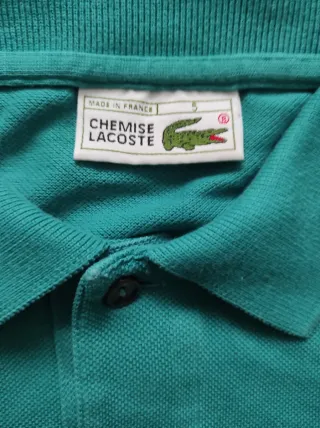 MADE IN FRANCE 5
CHEMISE
LACOSTE ®